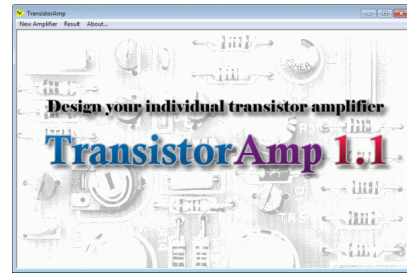 TransistorAmp
New Amplifier Result About...
Design your individual transistor amplifier
TransistorAmp 1.1